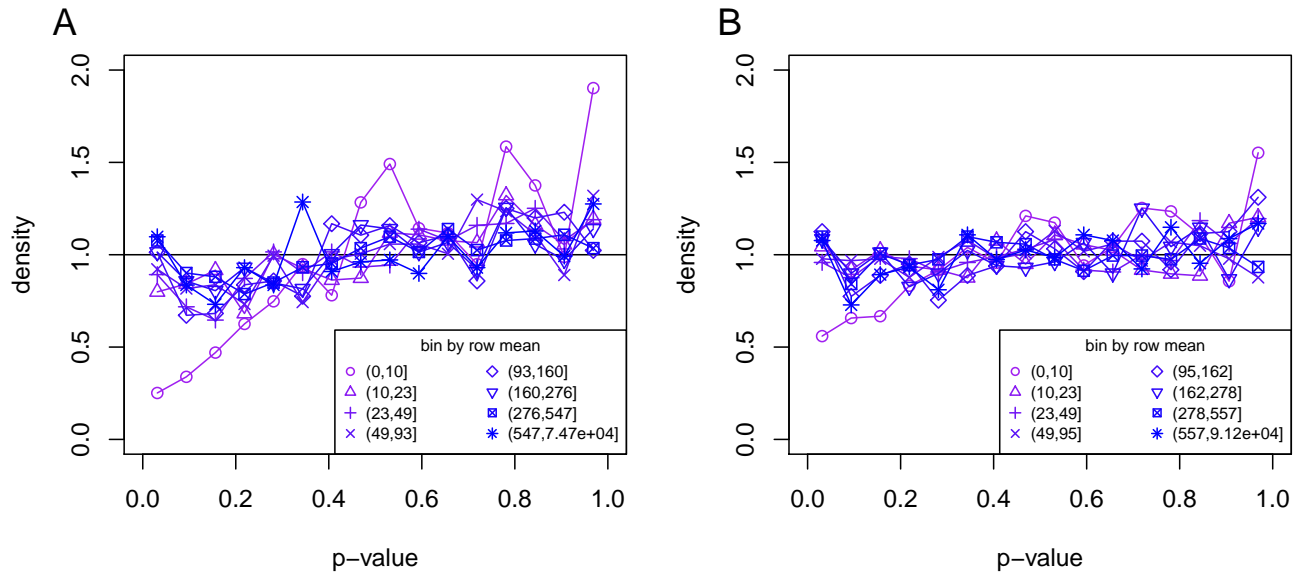 A
density
2.0
1.5
1.0
0.5
0.0
bin by row mean
(0,10]
(10,23]
(23,49]
(49,93]
(93,160]
(160,276]
(276,547]
(547,7.47e+04]
0.0 0.2 0.4 0.6 0.8 1.0
p−value
B
density
2.0
1.5
1.0
0.5
0.0
bin by row mean
(0,10]
(10,23]
(23,49]
(49,95]
(95,162]
(162,278]
(278,557]
(557,9.12e+04]
0.0 0.2 0.4 0.6 0.8 1.0
p−value